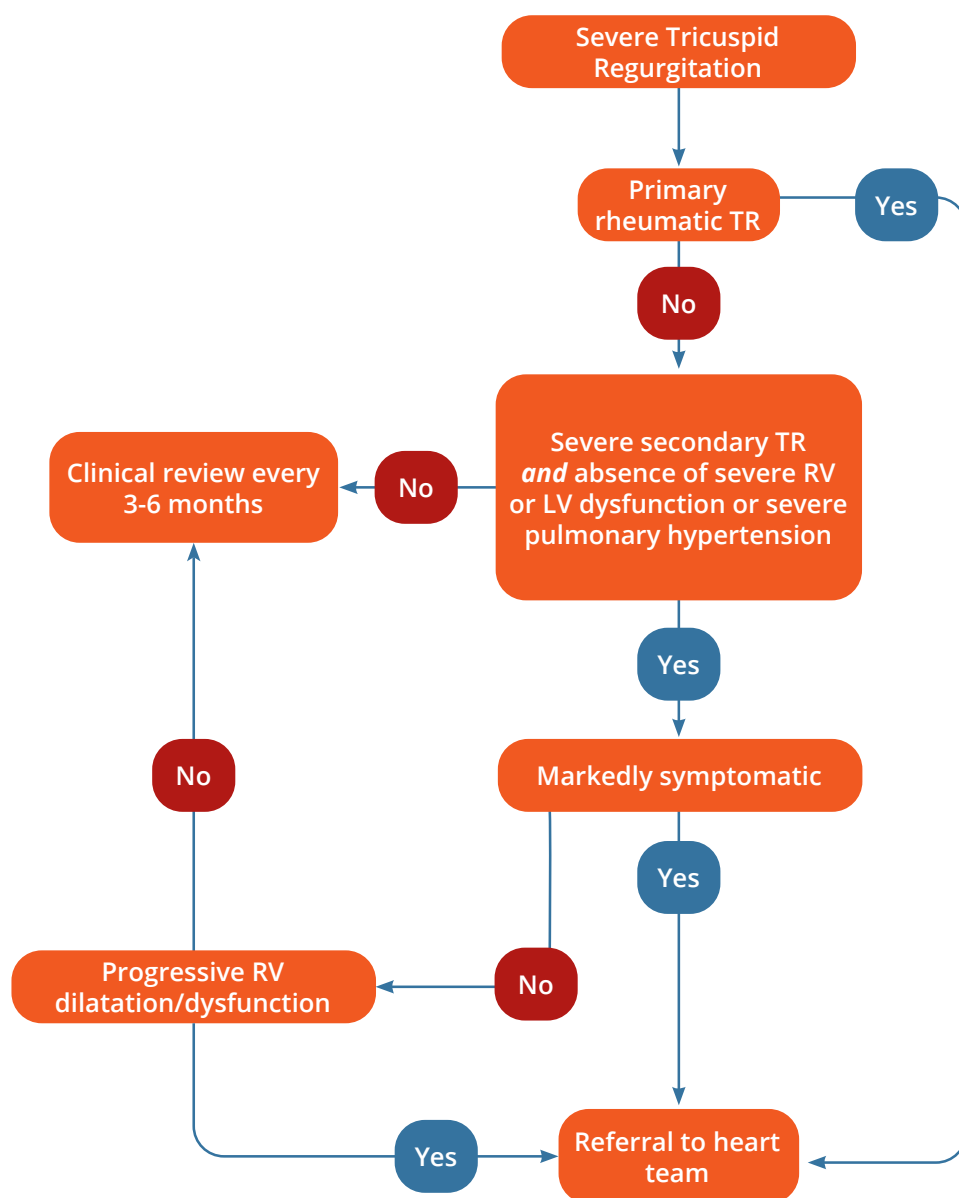 Severe Tricuspid
Regurgitation
Primary
rheumatic TR
Yes
No
Severe secondary TR
and absence of severe RV
or LV dysfunction or severe
pulmonary hypertension
No
Clinical review every
3-6 months
Yes
Markedly symptomatic
No
Yes
Progressive RV
dilatation/dysfunction
No
Yes
Referral to heart
team